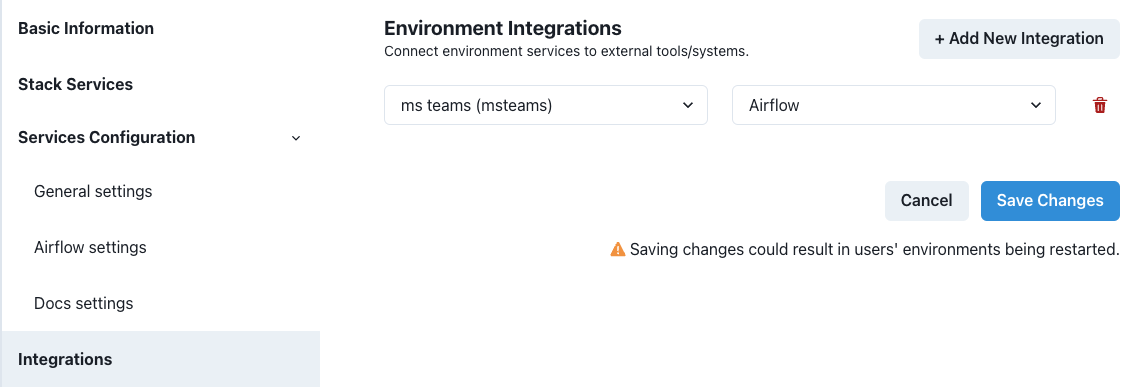 Basic Information
Stack Services
Services Configuration
General settings
Airflow settings
Docs settings
Integrations
Environment Integrations
Connect environment services to external tools/systems.
+ Add New Integration
ms teams (msteams)
Airflow
Cancel
Save Changes
Saving changes could result in users' environments being restarted.